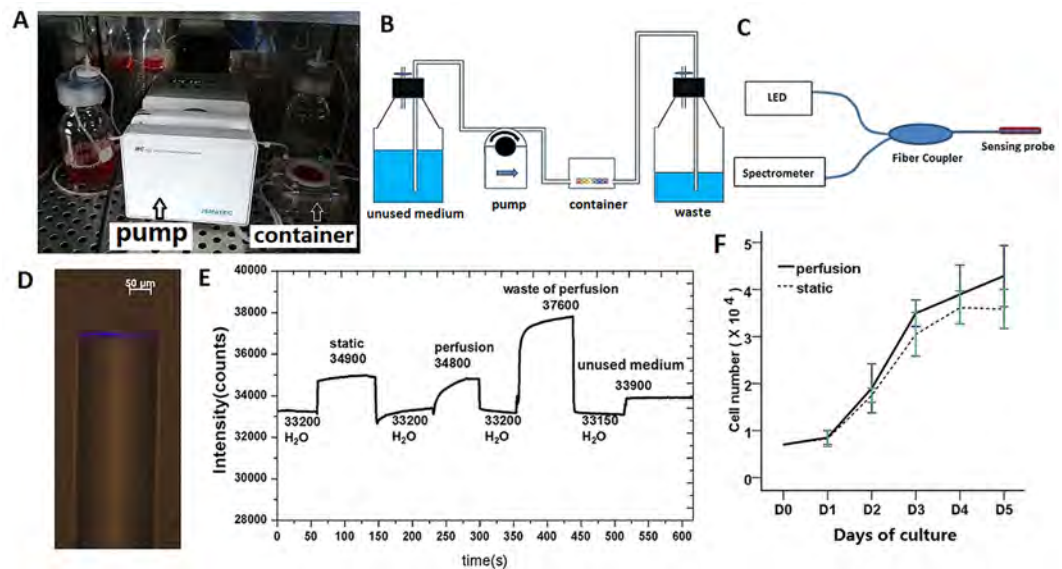 A
pump
container
B
unused medium
pump
container
waste
C
LED
Spectrometer
Fiber Coupler
Sensing probe
D
50 µm
E
Intensity(counts)
40000
38000
36000
34000
32000
30000
28000
static
34900
perfusion
34800
waste of perfusion
37600
unused medium
33900
33200
H₂O
33200
H₂O
33200
H₂O
33150
H₂O
0 50 100 150 200 250 300 350 400 450 500 550 600
time(s)
F
perfusion
static
Cell number ( X 10 ⁴)
5
4
3
2
1
0
D0 D1 D2 D3 D4 D5
Days of culture